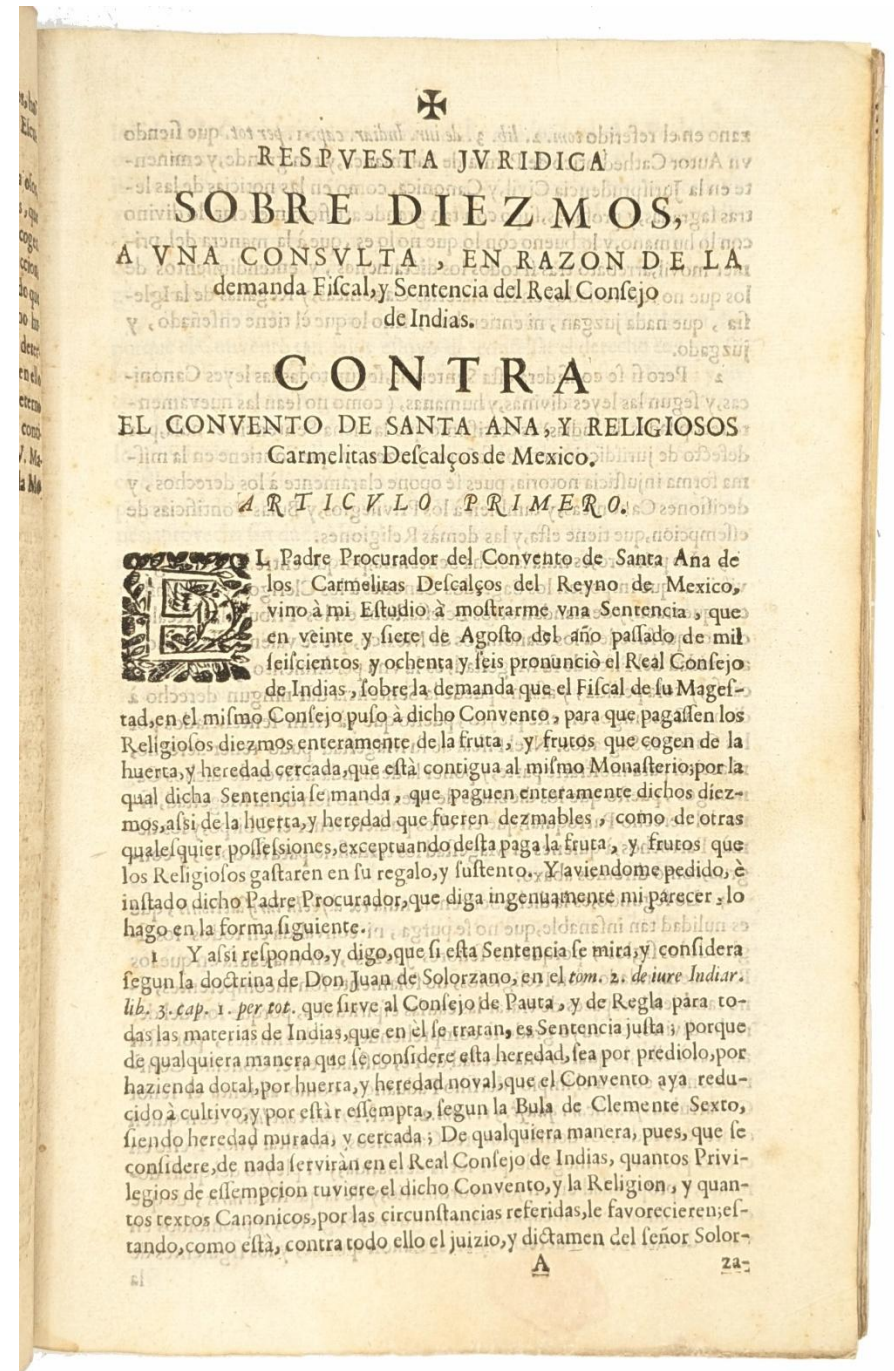 ✠
RESPVESTA JVRIDICA
SOBRE DIEZMOS,
A VNA CONSVLTA, EN RAZON DE LA
demanda Fiſcal, y Sentencia del Real Conſejo
de Indias.
CONTRA
EL CONVENTO DE SANTA ANA, Y RELIGIOSOS
Carmelitas Deſcalços de Mexico.
ARTICVLO PRIMERO.
EL Padre Procurador del Convento de Santa Ana de
los Carmelitas Deſcalços del Reyno de Mexico,
vino à mi Eſtudio à moſtrarme vna Sentencia, que
en veinte y ſiete de Agoſto del año paſſado de mil
ſeiſcientos y ochenta y ſeis pronunciò el Real Conſejo
de Indias, ſobre la demanda que el Fiſcal de ſu Mageſ-
tad, en el miſmo Conſejo puſo à dicho Convento, para que pagaſſen los
Religioſos diezmos enteramente de la fruta, y frutos que cogen de la
huerta, y heredad cercada, que eſtà contigua al miſmo Monaſterio; por la
qual dicha Sentencia ſe manda, que paguen enteramente dichos diez-
mos, aſsi de la huerta, y heredad que fueren dezmables, como de otras
qualeſquier poſſeſsiones, exceptuando deſta paga la fruta, y frutos que
los Religioſos gaſtaren en ſu regalo, y ſuſtento. Y aviendome pedido, è
inſtado dicho Padre Procurador, que diga ingenuamente mi parecer, lo
hago en la forma ſiguiente.
1 Y aſsi reſpondo, y digo, que ſi eſta Sentencia ſe mira, y conſidera
ſegun la doctrina de Don Juan de Solorzano, en el tom. 2. de iure Indiar.
lib. 3. cap. 1. per tot. que ſirve al Conſejo de Pauta, y de Regla para to-
das las materias de Indias, que en èl ſe tratan, es Sentencia juſta; porque
de qualquiera manera que ſe conſidere eſta heredad, ſea por prediolo, por
hazienda dotal, por huerta, y heredad noval, que el Convento aya redu-
cido à cultivo, y por eſtàr eſſempta, ſegun la Bula de Clemente Sexto,
ſiendo heredad murada, y cercada; De qualquiera manera, pues, que ſe
conſidere, de nada ſerviràn en el Real Conſejo de Indias, quantos Privi-
legios de eſſempcion tuviere el dicho Convento, y la Religion, y quan-
tos textos Canonicos, por las circunſtancias referidas, le favorecieren; eſ-
tando, como eſtà, contra todo ello el juizio, y dictamen del ſeñor Solor-
A za-